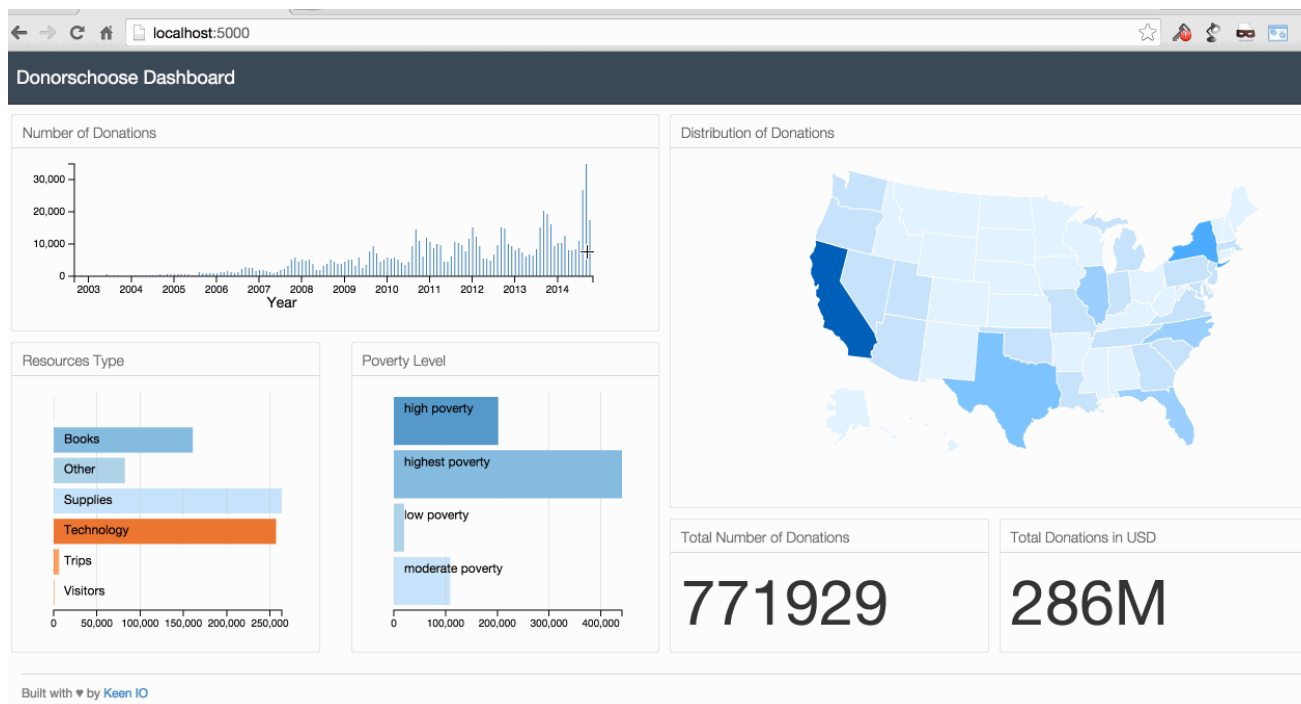 localhost:5000
Donorschoose Dashboard
Number of Donations
30,000
20,000
10,000
0
2003 2004 2005 2006 2007 2008 2009 2010 2011 2012 2013 2014
Year
Distribution of Donations
Resources Type
Books
Other
Supplies
Technology
Trips
Visitors
0 50,000 100,000 150,000 200,000 250,000
Poverty Level
high poverty
highest poverty
low poverty
moderate poverty
0 100,000 200,000 300,000 400,000
Total Number of Donations
771929
Total Donations in USD
286M
Built with ♥ by Keen IO